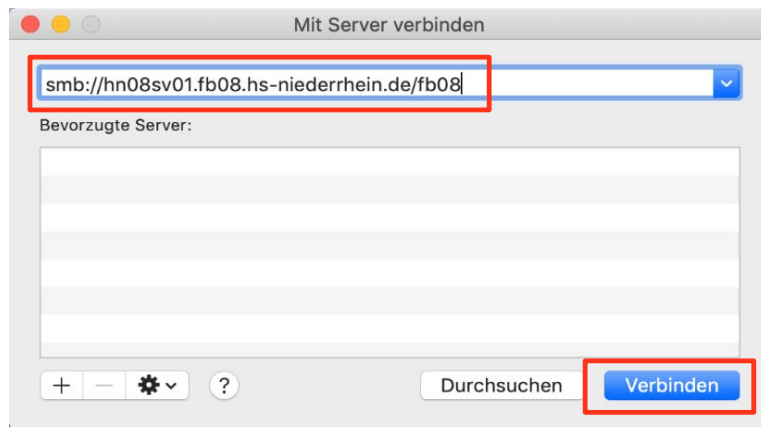 Mit Server verbinden
smb://hn08sv01.fb08.hs-niederrhein.de/fb08
Bevorzugte Server:
+ − ?
Durchsuchen
Verbinden